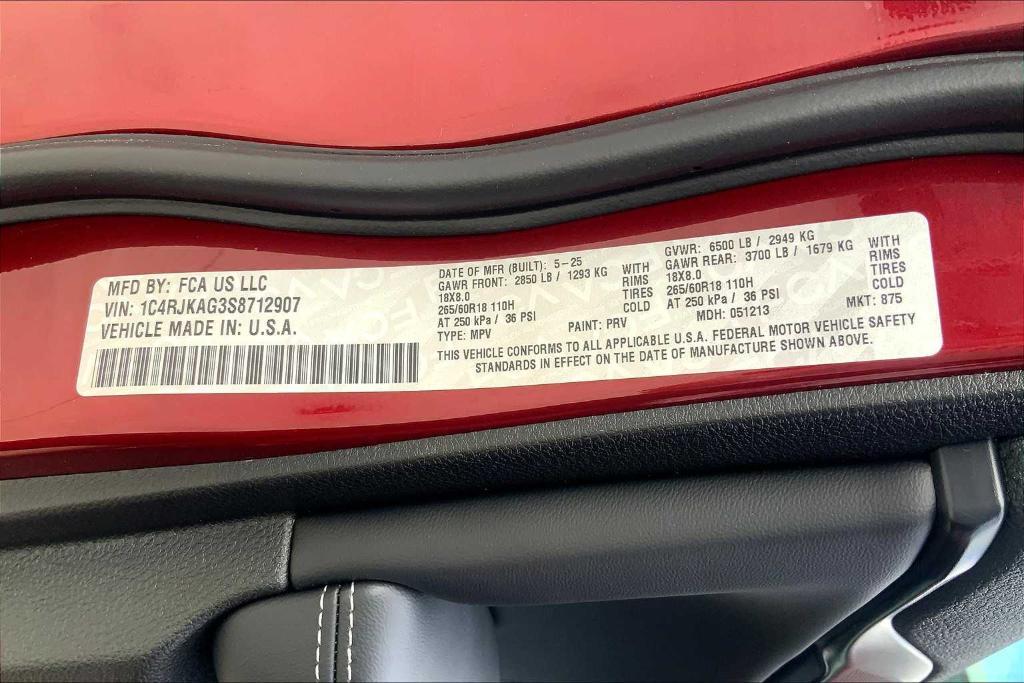 MFD BY: FCA US LLC
VIN: 1C4RJKAG3S8712907
VEHICLE MADE IN: U.S.A.
DATE OF MFR (BUILT): 5-25
GAWR FRONT: 2850 LB / 1293 KG WITH
18X8.0 RIMS
265/60R18 110H TIRES
AT 250 kPa / 36 PSI COLD
TYPE: MPV PAINT: PRV
GVWR: 6500 LB / 2949 KG
GAWR REAR: 3700 LB / 1679 KG WITH
18X8.0 RIMS
265/60R18 110H TIRES
AT 250 kPa / 36 PSI COLD
MDH: 051213 MKT: 875
THIS VEHICLE CONFORMS TO ALL APPLICABLE U.S.A. FEDERAL MOTOR VEHICLE SAFETY
STANDARDS IN EFFECT ON THE DATE OF MANUFACTURE SHOWN ABOVE.